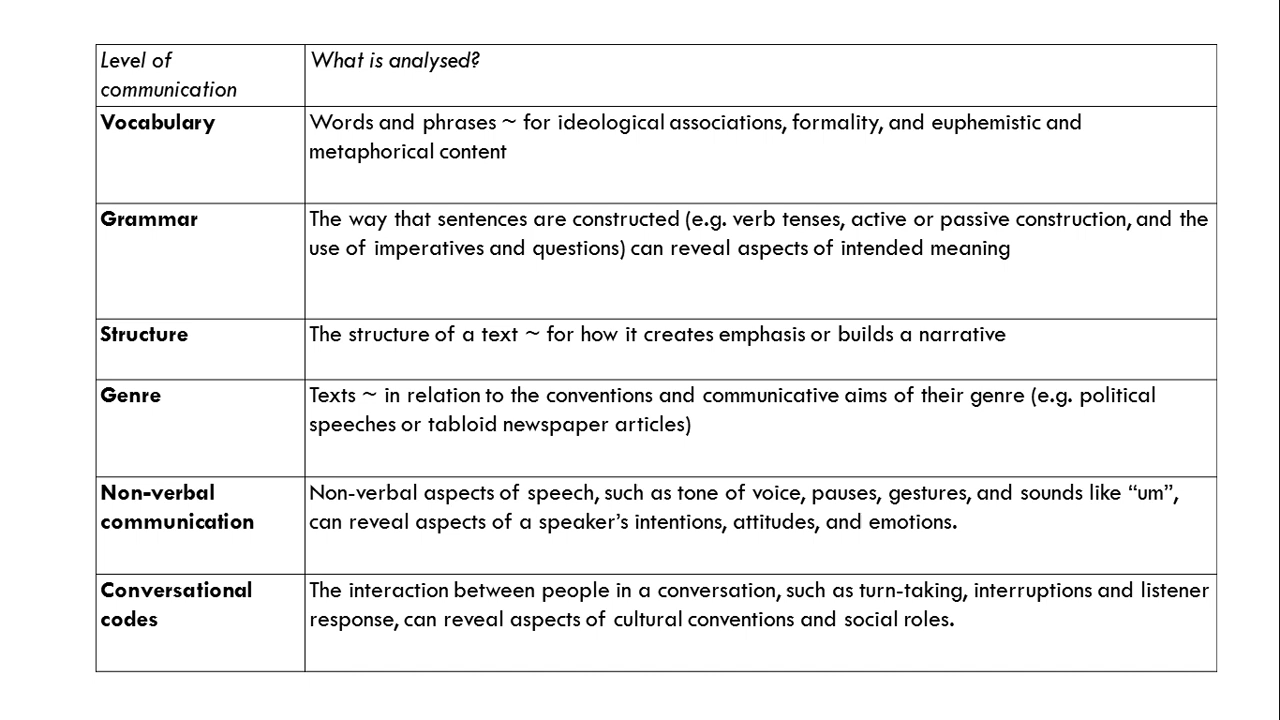 Level of
communication
What is analysed?
Vocabulary
Words and phrases ~ for ideological associations, formality, and euphemistic and
metaphorical content
Grammar
The way that sentences are constructed (e.g. verb tenses, active or passive construction, and the
use of imperatives and questions) can reveal aspects of intended meaning
Structure
The structure of a text ~ for how it creates emphasis or builds a narrative
Genre
Texts ~ in relation to the conventions and communicative aims of their genre (e.g. political
speeches or tabloid newspaper articles)
Non-verbal
communication
Non-verbal aspects of speech, such as tone of voice, pauses, gestures, and sounds like “um”,
can reveal aspects of a speaker’s intentions, attitudes, and emotions.
Conversational
codes
The interaction between people in a conversation, such as turn-taking, interruptions and listener
response, can reveal aspects of cultural conventions and social roles.